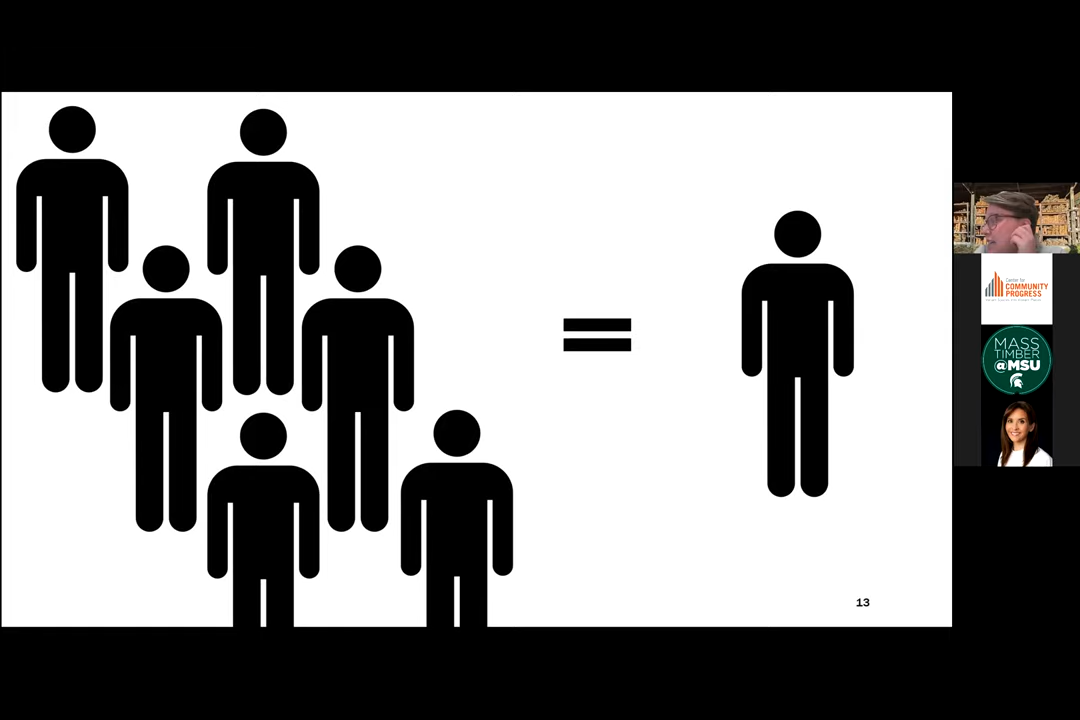 =
13
Center for
COMMUNITY
PROGRESS
MASS
TIMBER
@MSU